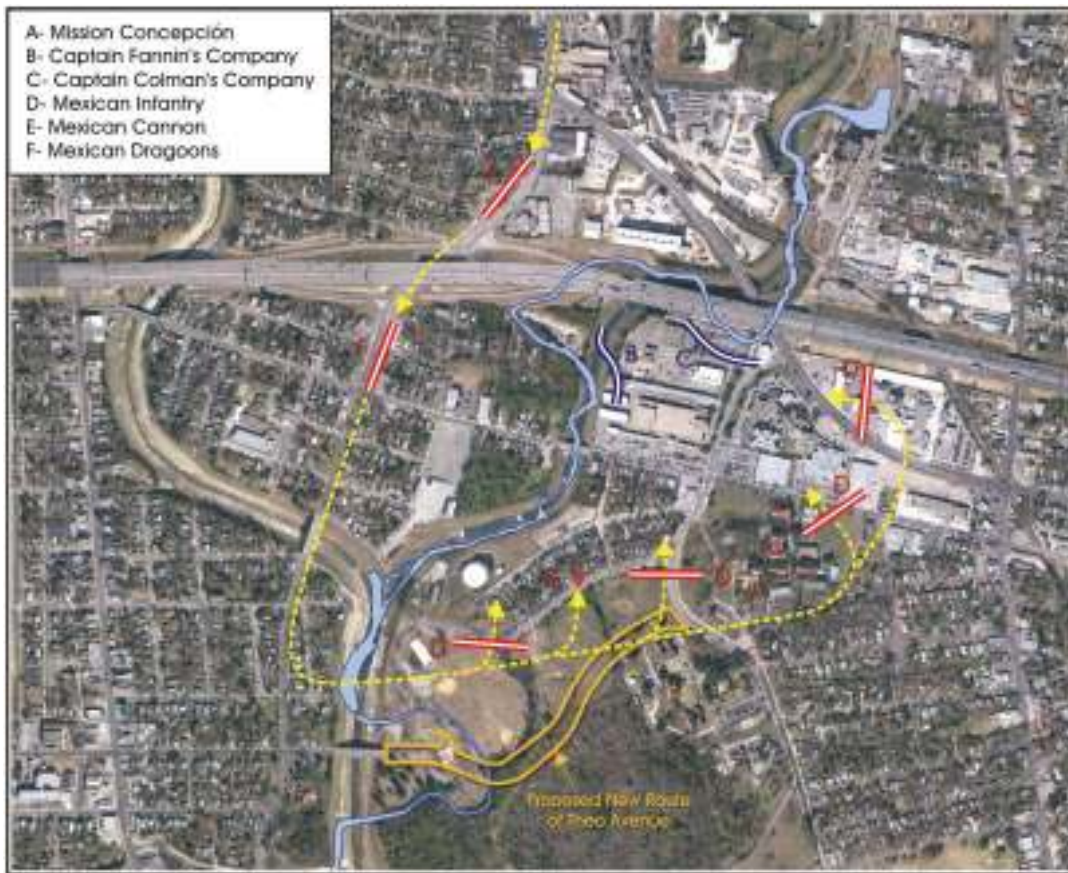 A- Mission Concepción
B- Captain Fannin's Company
C- Captain Colman's Company
D- Mexican Infantry
E- Mexican Cannon
F- Mexican Dragoons
B
C
Proposed New Route
of Theo Avenue